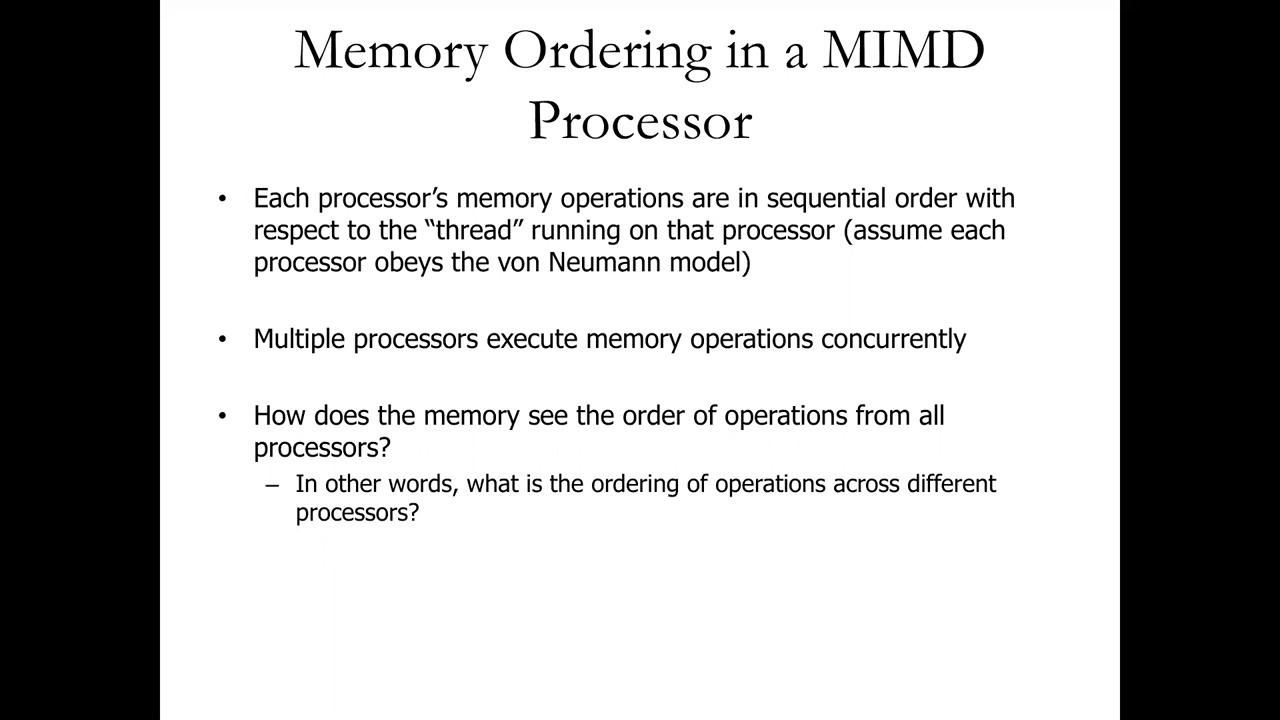 Memory Ordering in a MIMD
Processor
• Each processor’s memory operations are in sequential order with
respect to the “thread” running on that processor (assume each
processor obeys the von Neumann model)
• Multiple processors execute memory operations concurrently
• How does the memory see the order of operations from all
processors?
– In other words, what is the ordering of operations across different
processors?